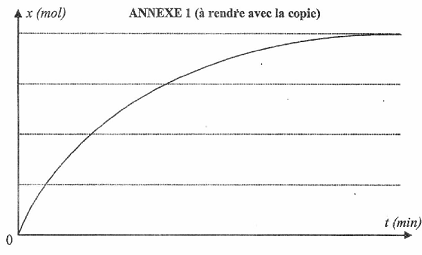 x (mol)
ANNEXE 1 (à rendre avec la copie)
t (min)
0